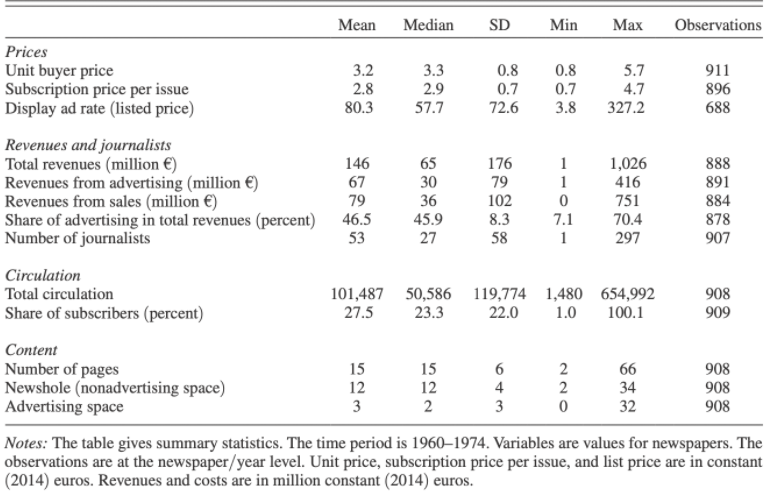 Mean Median SD Min Max Observations
Prices
Unit buyer price 3.2 3.3 0.8 0.8 5.7 911
Subscription price per issue 2.8 2.9 0.7 0.7 4.7 896
Display ad rate (listed price) 80.3 57.7 72.6 3.8 327.2 688
Revenues and journalists
Total revenues (million €) 146 65 176 1 1,026 888
Revenues from advertising (million €) 67 30 79 1 416 891
Revenues from sales (million €) 79 36 102 0 751 884
Share of advertising in total revenues (percent) 46.5 45.9 8.3 7.1 70.4 878
Number of journalists 53 27 58 1 297 907
Circulation
Total circulation 101,487 50,586 119,774 1,480 654,992 908
Share of subscribers (percent) 27.5 23.3 22.0 1.0 100.1 909
Content
Number of pages 15 15 6 2 66 908
Newshole (nonadvertising space) 12 12 4 2 34 908
Advertising space 3 2 3 0 32 908
Notes: The table gives summary statistics. The time period is 1960–1974. Variables are values for newspapers. The
observations are at the newspaper/year level. Unit price, subscription price per issue, and list price are in constant
(2014) euros. Revenues and costs are in million constant (2014) euros.